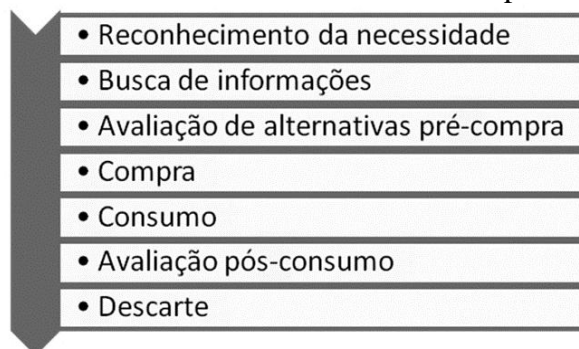 • Reconhecimento da necessidade
• Busca de informações
• Avaliação de alternativas pré-compra
• Compra
• Consumo
• Avaliação pós-consumo
• Descarte